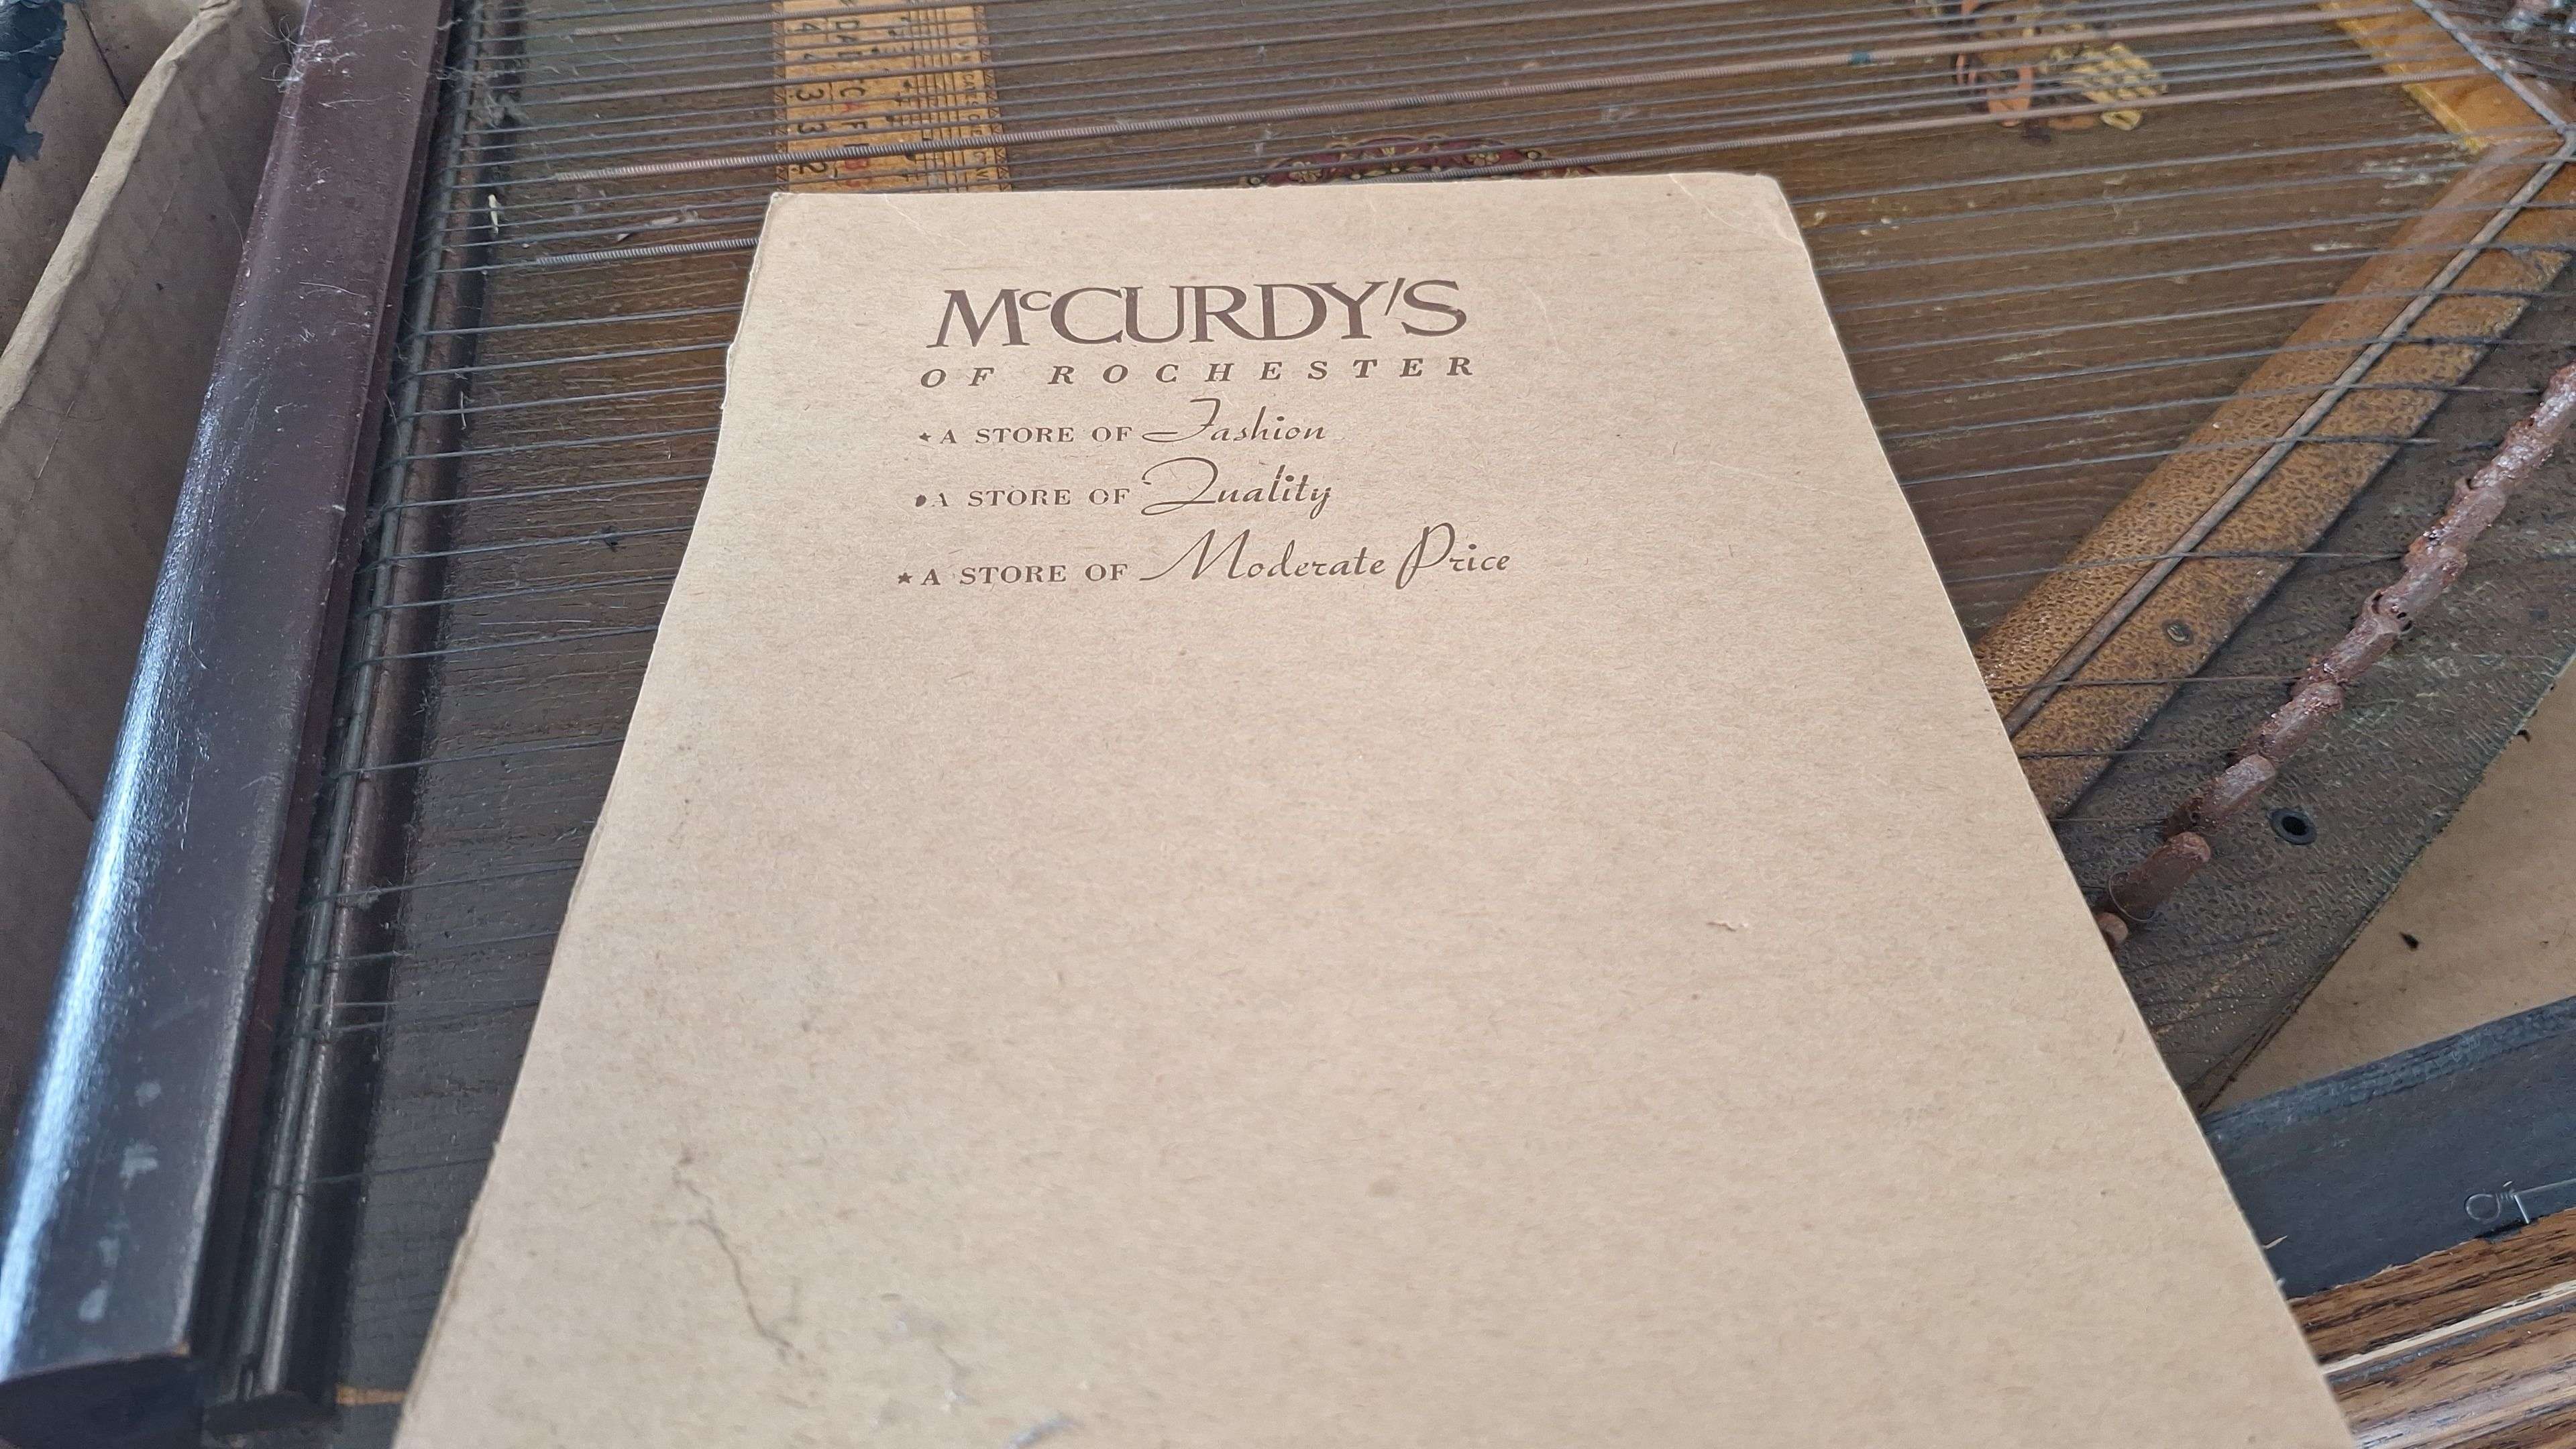 McCURDY'S
OF ROCHESTER
★A STORE OF Fashion
★A STORE OF Quality
★A STORE OF Moderate Price